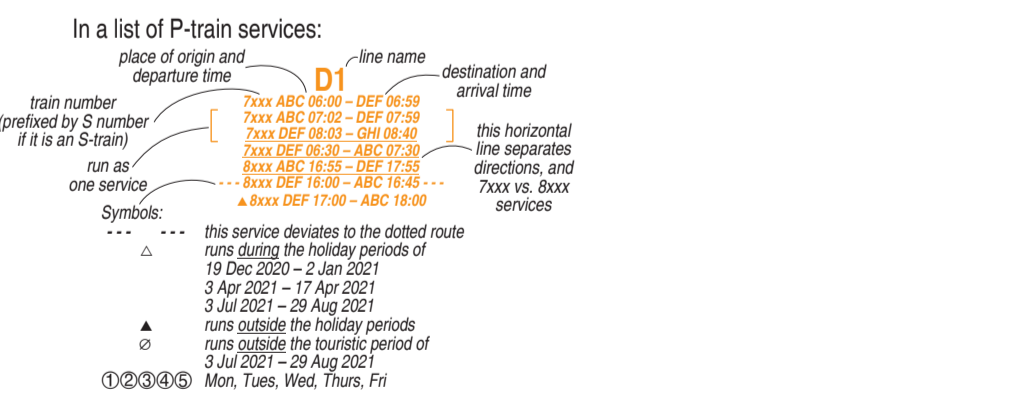 In a list of P-train services:
place of origin and
departure time
line name
D1
destination and
arrival time
train number
(prefixed by S number
if it is an S-train)
7xxx ABC 06:00 – DEF 06:59
7xxx ABC 07:02 – DEF 07:59
7xxx DEF 08:03 – GHI 08:40
7xxx DEF 06:30 – ABC 07:30
8xxx ABC 16:55 – DEF 17:55
- - - 8xxx DEF 16:00 – ABC 16:45 - - -
▲ 8xxx DEF 17:00 – ABC 18:00
run as
one service
this horizontal
line separates
directions, and
7xxx vs. 8xxx
services
Symbols:
- - -  - - - this service deviates to the dotted route
△ runs during the holiday periods of
19 Dec 2020 – 2 Jan 2021
3 Apr 2021 – 17 Apr 2021
3 Jul 2021 – 29 Aug 2021
▲ runs outside the holiday periods
∅ runs outside the touristic period of
3 Jul 2021 – 29 Aug 2021
①②③④⑤ Mon, Tues, Wed, Thurs, Fri